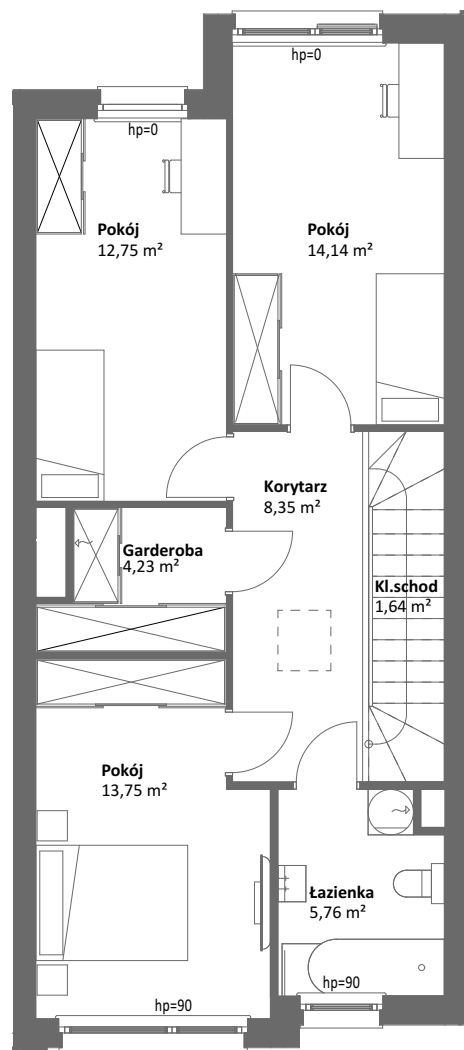 hp=0
hp=0
Pokój
12,75 m²
Pokój
14,14 m²
Korytarz
8,35 m²
Garderoba
4,23 m²
Kl.schod
1,64 m²
Pokój
13,75 m²
Łazienka
5,76 m²
hp=90
hp=90